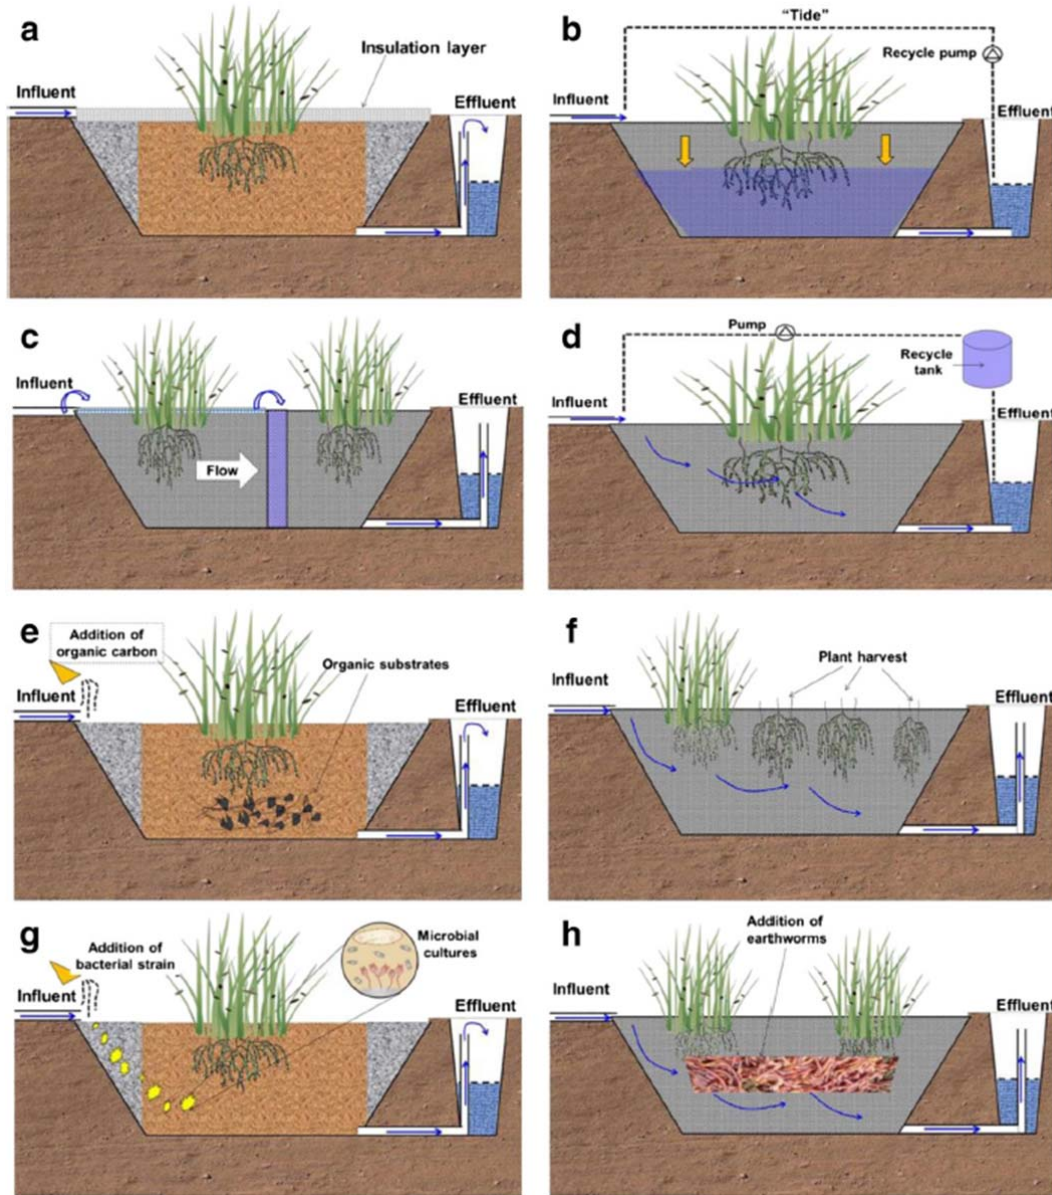 a
Insulation layer
Influent
Effluent
b
"Tide"
Recycle pump
Influent
Effluent
c
Influent
Flow
Effluent
d
Pump
Recycle
tank
Influent
Effluent
e
Addition of
organic carbon
Organic substrates
Influent
Effluent
f
Plant harvest
Influent
Effluent
g
Addition of
bacterial strain
Microbial
cultures
Influent
Effluent
h
Addition of
earthworms
Influent
Effluent